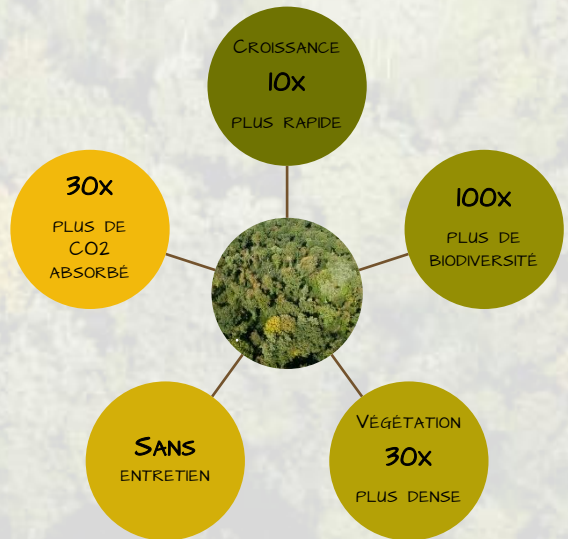 Croissance
10x
plus rapide
100x
plus de
biodiversité
Végétation
30x
plus dense
Sans
entretien
30x
plus de
CO2
absorbé